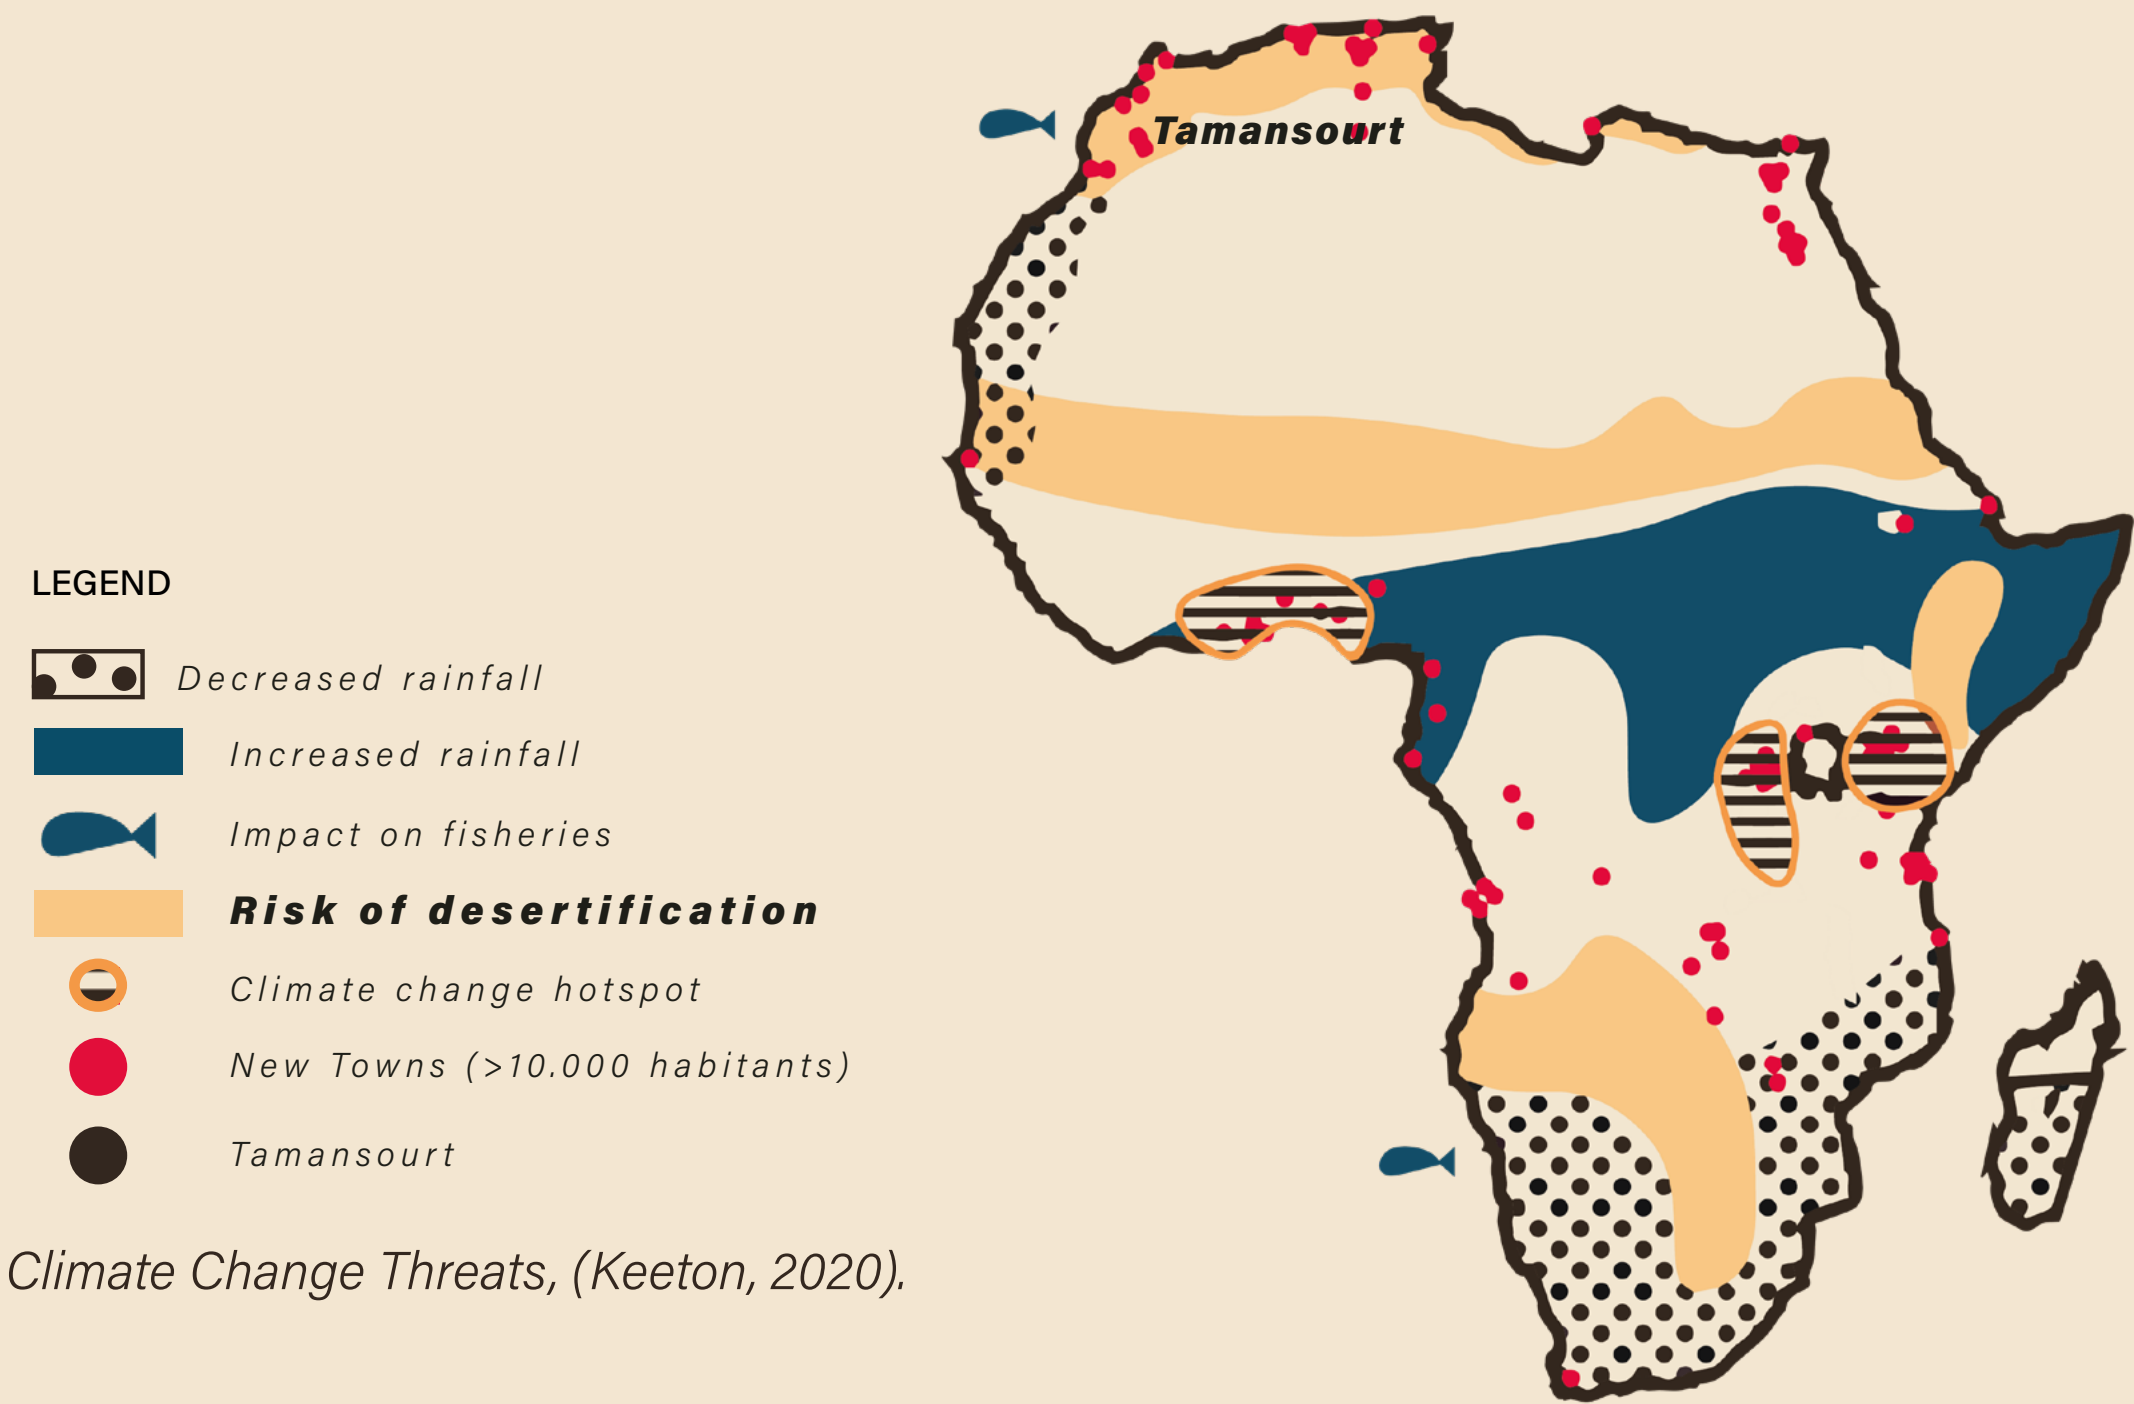 Tamansourt
LEGEND
Decreased rainfall
Increased rainfall
Impact on fisheries
Risk of desertification
Climate change hotspot
New Towns (>10.000 habitants)
Tamansourt
Climate Change Threats, (Keeton, 2020).